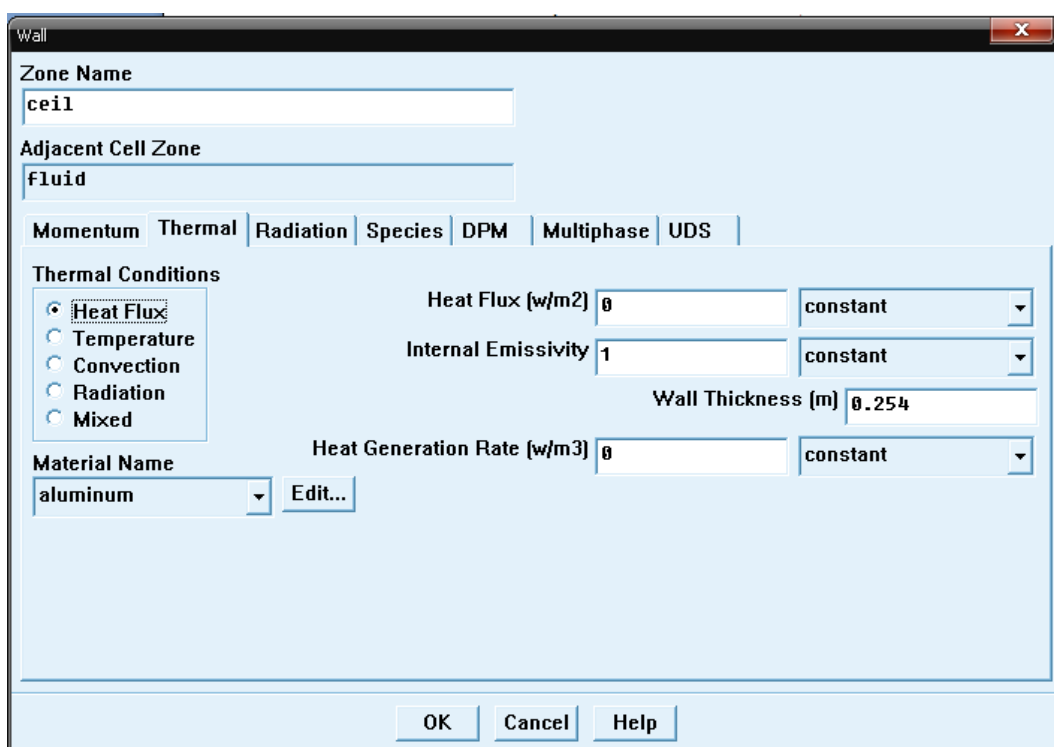 Wall
Zone Name
ceil
Adjacent Cell Zone
fluid
Momentum Thermal Radiation Species DPM Multiphase UDS
Thermal Conditions
Heat Flux
Temperature
Convection
Radiation
Mixed
Heat Flux (w/m2) 0 constant
Internal Emissivity 1 constant
Wall Thickness (m) 0.254
Heat Generation Rate (w/m3) 0 constant
Material Name
aluminum Edit...
OK Cancel Help